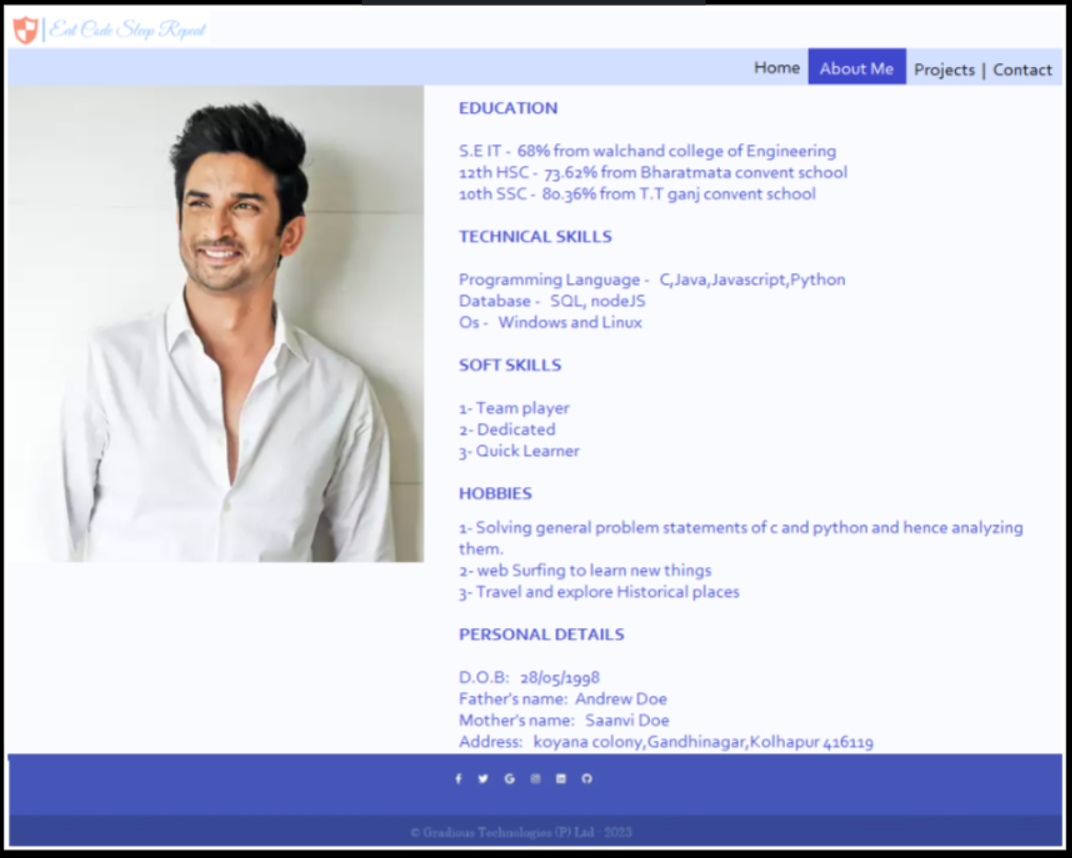 Eat Code Sleep Repeat
Home About Me Projects | Contact
EDUCATION
S.E IT - 68% from walchand college of Engineering
12th HSC - 73.62% from Bharatmata convent school
10th SSC - 80.36% from T.T ganj convent school
TECHNICAL SKILLS
Programming Language - C,Java,Javascript,Python
Database - SQL, nodeJS
Os - Windows and Linux
SOFT SKILLS
1- Team player
2- Dedicated
3- Quick Learner
HOBBIES
1- Solving general problem statements of c and python and hence analyzing
them.
2- web Surfing to learn new things
3- Travel and explore Historical places
PERSONAL DETAILS
D.O.B: 28/05/1998
Father's name: Andrew Doe
Mother's name: Saanvi Doe
Address: koyana colony,Gandhinagar,Kolhapur 416119
© Gradious Technologies (P) Ltd - 2023